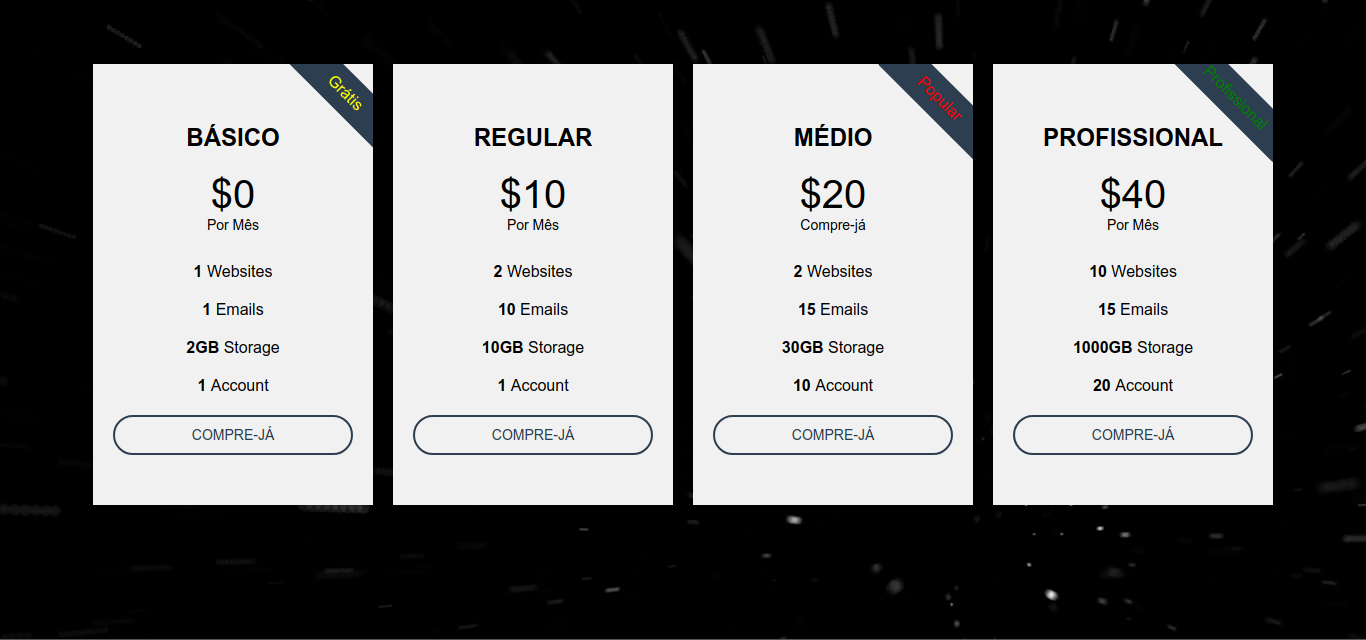 Grátis
BÁSICO
$0
Por Mês
1 Websites
1 Emails
2GB Storage
1 Account
COMPRE-JÁ
REGULAR
$10
Por Mês
2 Websites
10 Emails
10GB Storage
1 Account
COMPRE-JÁ
Popular
MÉDIO
$20
Compre-já
2 Websites
15 Emails
30GB Storage
10 Account
COMPRE-JÁ
Profissional
PROFISSIONAL
$40
Por Mês
10 Websites
15 Emails
1000GB Storage
20 Account
COMPRE-JÁ